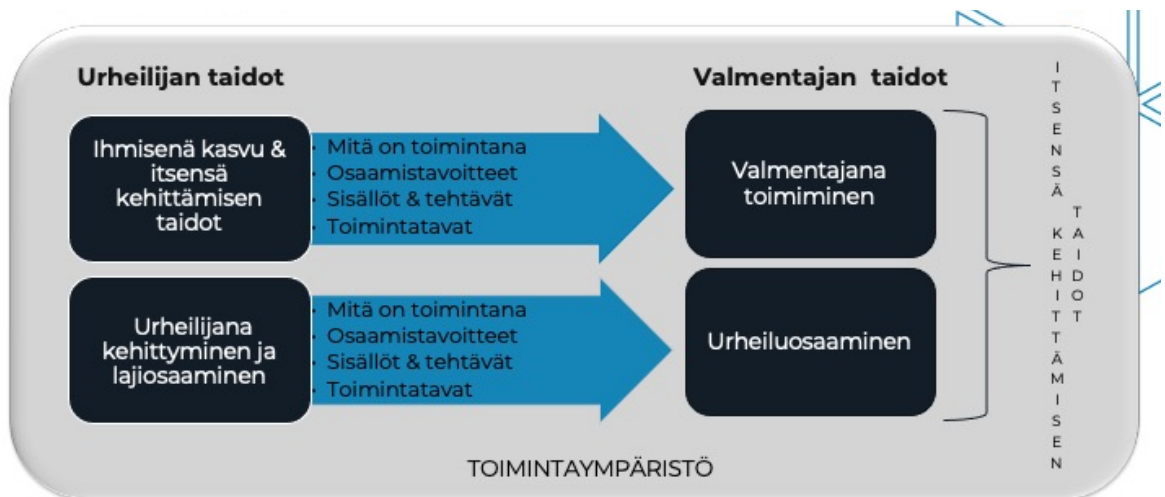 Urheilijan taidot
Valmentajan taidot
Ihmisenä kasvu &
itsensä
kehittämisen
taidot
• Mitä on toimintana
• Osaamistavoitteet
• Sisällöt & tehtävät
• Toimintatavat
Valmentajana
toimiminen
Urheilijana
kehittyminen ja
lajiosaaminen
• Mitä on toimintana
• Osaamistavoitteet
• Sisällöt & tehtävät
• Toimintatavat
Urheiluosaaminen
ITSENSÄ KEHITTÄMISEN
TAIDOT
TOIMINTAYMPÄRISTÖ